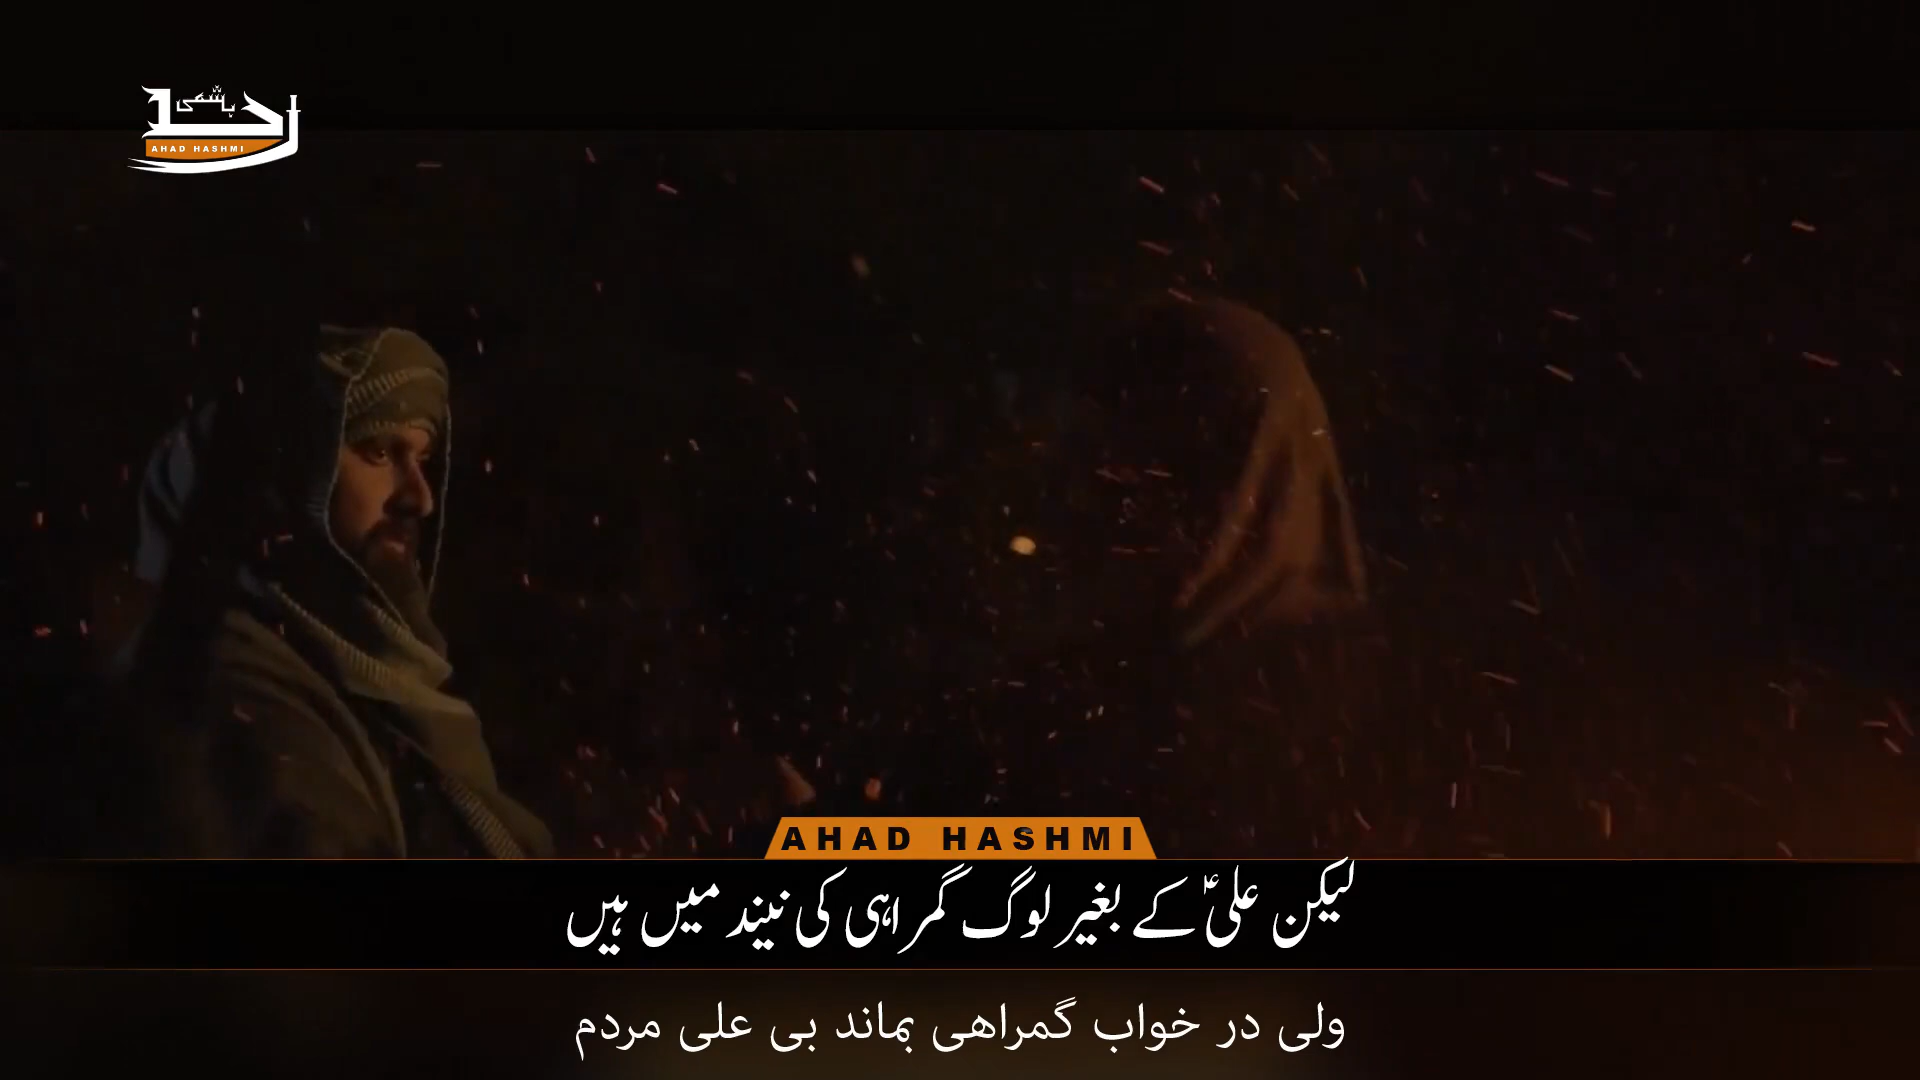 احد
ہاشمی
AHAD HASHMI
AHAD HASHMI
لیکن علیؑ کے بغیر لوگ گمراہی کی نیند میں ہیں
ولی در خواب گمراهی بماند بی علی مردم